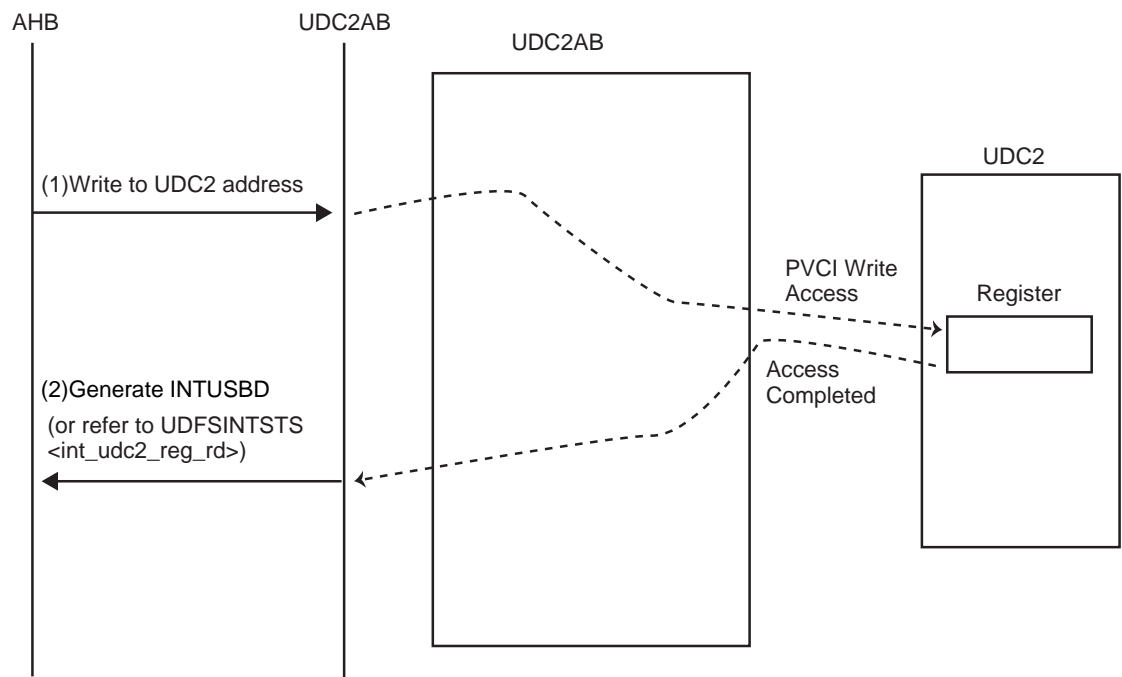 AHB
UDC2AB
UDC2AB
UDC2
(1)Write to UDC2 address
PVCI Write
Access
Register
Access
Completed
(2)Generate INTUSBD
(or refer to UDFSINTSTS
<int_udc2_reg_rd>)